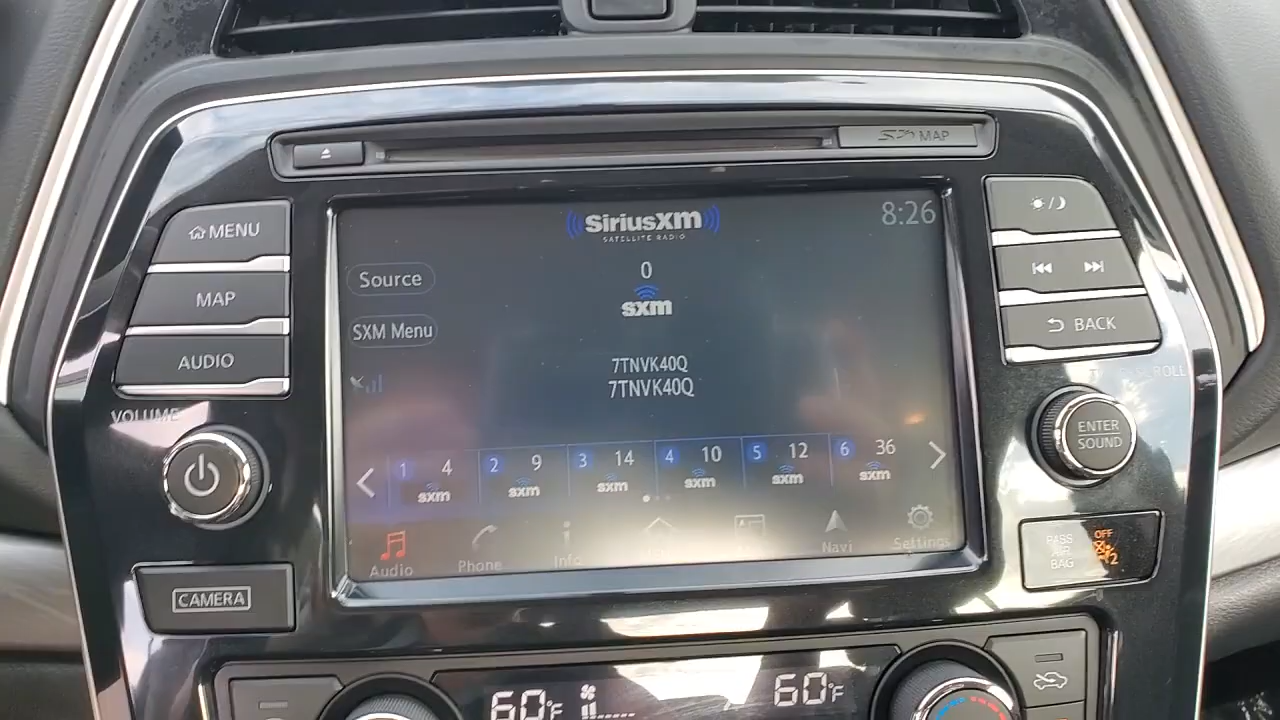 MAP
MENU
MAP
AUDIO
VOLUME
CAMERA
SiriusXM
SATELLITE RADIO
8:26
Source
SXM Menu
0
sxm
7TNVK40Q
7TNVK40Q
1 4 2 9 3 14 4 10 5 12 6 36
sxm sxm sxm sxm sxm sxm
Audio Phone Info Navi Settings
BACK
SCROLL
ENTER
SOUND
PASS
AIR
BAG
OFF
2
60°F 60°F